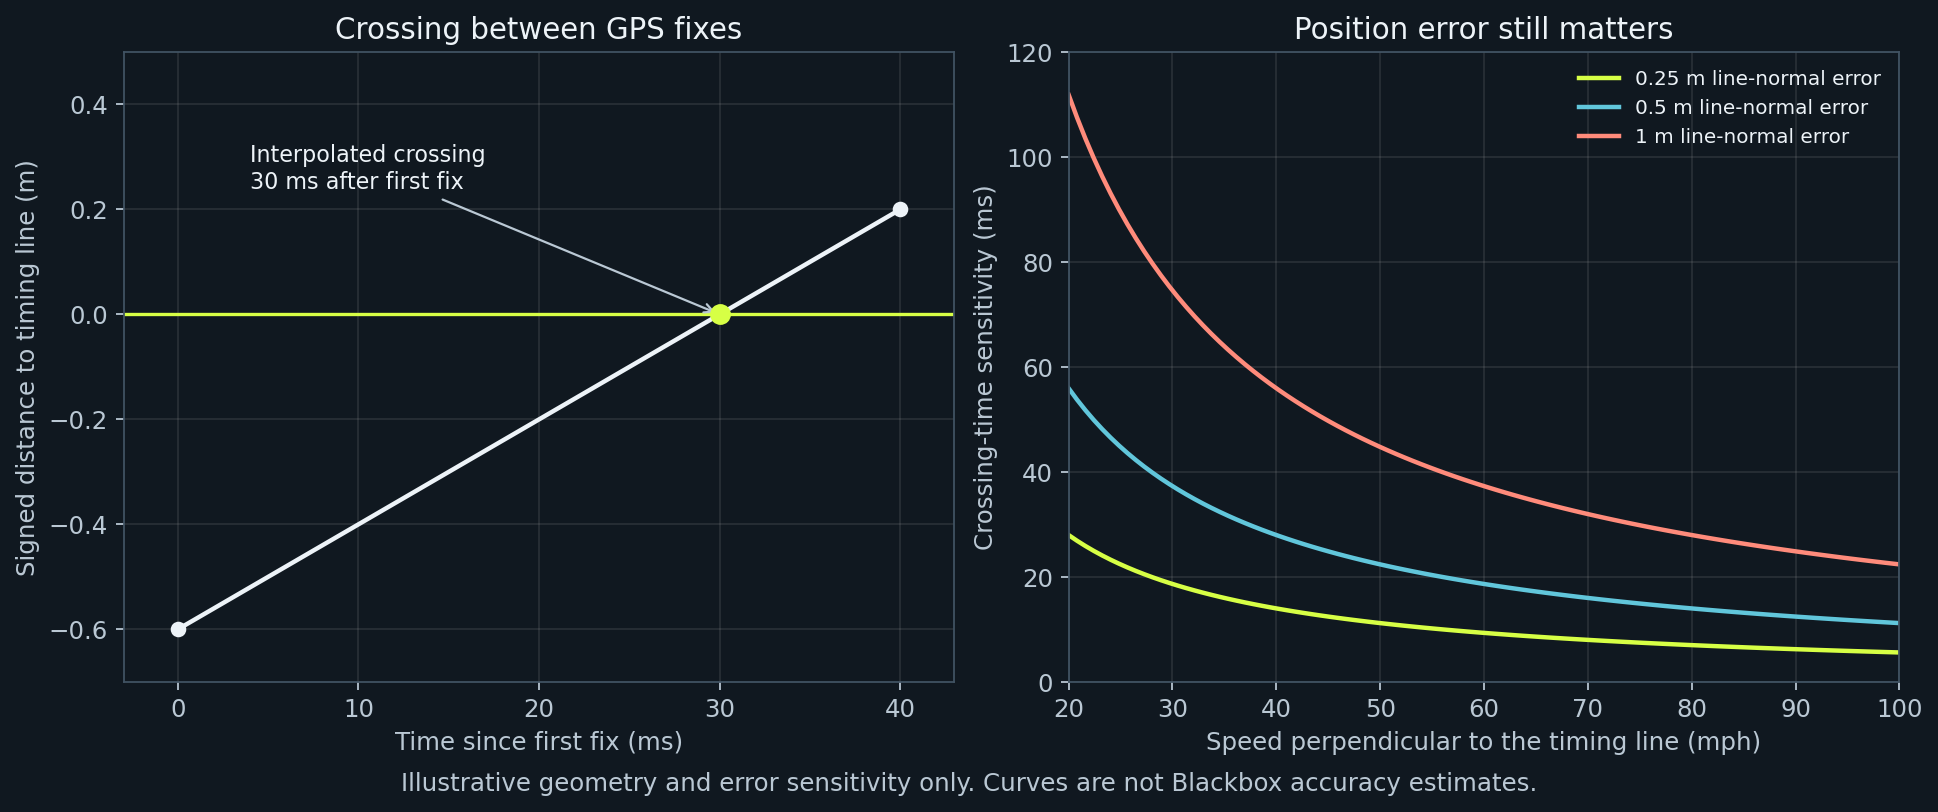 Crossing between GPS fixes
Signed distance to timing line (m)
0.4
0.2
0.0
−0.2
−0.4
−0.6
Interpolated crossing
30 ms after first fix
0
10
20
30
40
Time since first fix (ms)
Position error still matters
Crossing-time sensitivity (ms)
120
100
80
60
40
20
0
0.25 m line-normal error
0.5 m line-normal error
1 m line-normal error
20
30
40
50
60
70
80
90
100
Speed perpendicular to the timing line (mph)
Illustrative geometry and error sensitivity only. Curves are not Blackbox accuracy estimates.